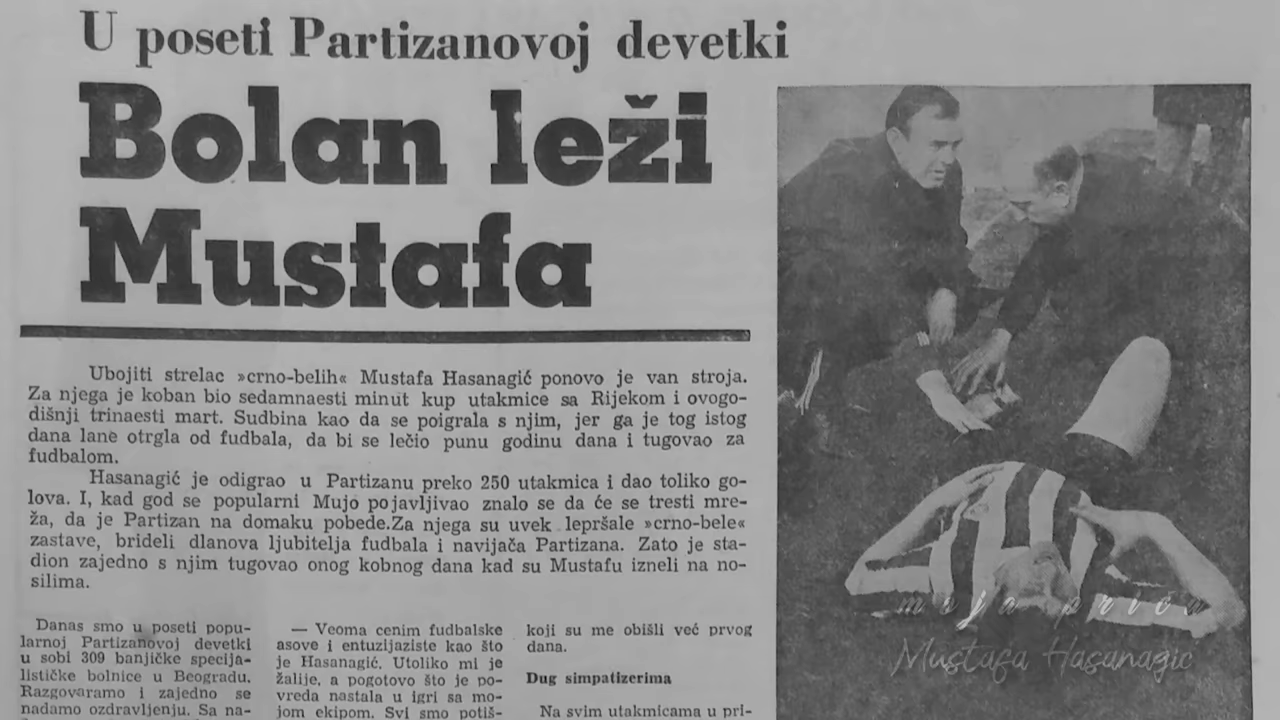 U poseti Partizanovoj devetki
Bolan leži
Mustafa
Ubojiti strelac »crno-belih« Mustafa Hasanagić ponovo je van stroja.
Za njega je koban bio sedamnaesti minut kup utakmice sa Rijekom i ovogo-
dišnji trinaesti mart. Sudbina kao da se poigrala s njim, jer ga je tog istog
dana lane otrgla od fudbala, da bi se lečio punu godinu dana i tugovao za
fudbalom.
Hasanagić je odigrao u Partizanu preko 250 utakmica i dao toliko go-
lova. I, kad god se popularni Mujo pojavljivao znalo se da će se tresti mre-
ža, da je Partizan na domaku pobede.Za njega su uvek lepršale »crno-bele«
zastave, brideli dlanova ljubitelja fudbala i navijača Partizana. Zato je sta-
dion zajedno s njim tugovao onog kobnog dana kad su Mustafu izneli na no-
silima.
Danas smo u poseti popu-
larnoj Partizanovoj devetki
u sobi 309 banjičke specija-
lističke bolnice u Beogradu.
Razgovaramo i zajedno se
nadamo ozdravljenju. Sa na-
— Veoma cenim fudbalske
asove i entuzijaziste kao što
je Hasanagić. Utoliko mi je
žalije, a pogotovo što je po-
vreda nastala u igri sa mo-
jom ekipom. Svi smo potiš-
koji su me obišli već prvog
dana.
Dug simpatizerima
Na svim utakmicama u pri-
moja priča
Mustafa Hasanagic